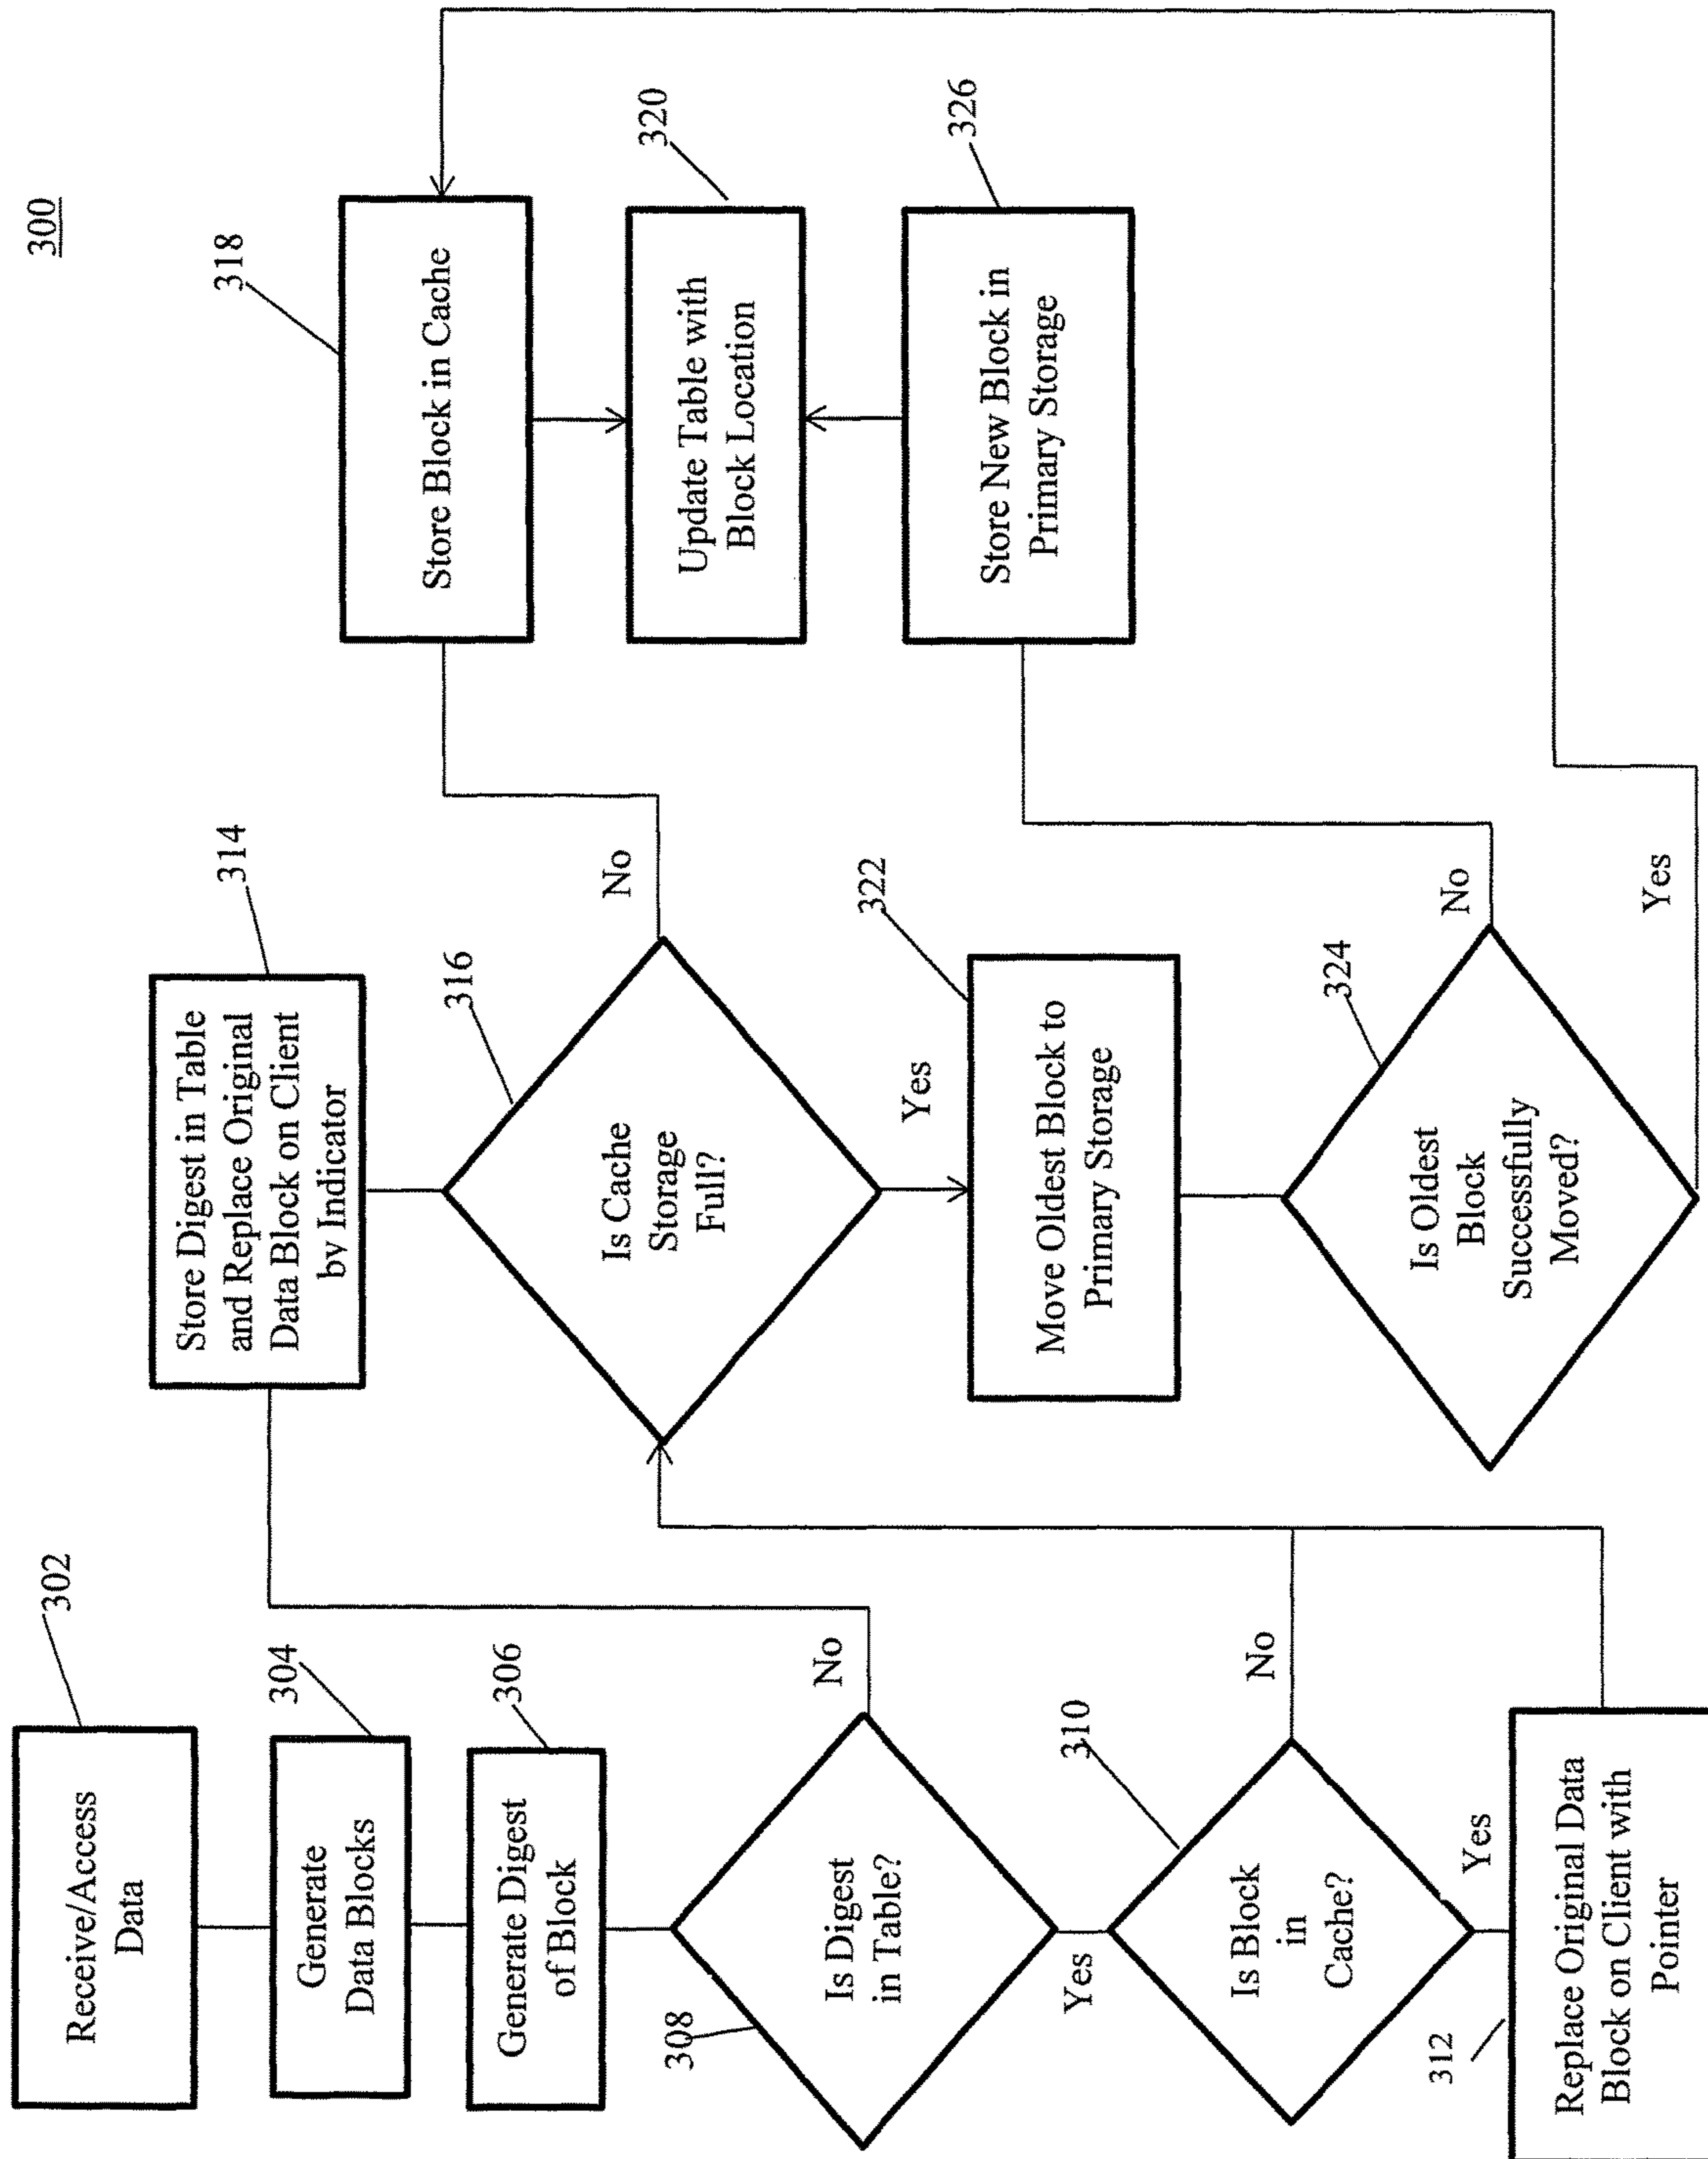 300
302
Receive/Access
Data
304
Generate
Data Blocks
306
Generate Digest
of Block
308
Is Digest
in Table?
No
Yes
310
Is Block
in
Cache?
No
Yes
312
Replace Original Data
Block on Client with
Pointer
314
Store Digest in Table
and Replace Original
Data Block on Client
by Indicator
316
Is Cache
Storage
Full?
No
Yes
322
Move Oldest Block to
Primary Storage
324
Is Oldest
Block
Successfully
Moved?
No
Yes
318
Store Block in Cache
320
Update Table with
Block Location
326
Store New Block in
Primary Storage